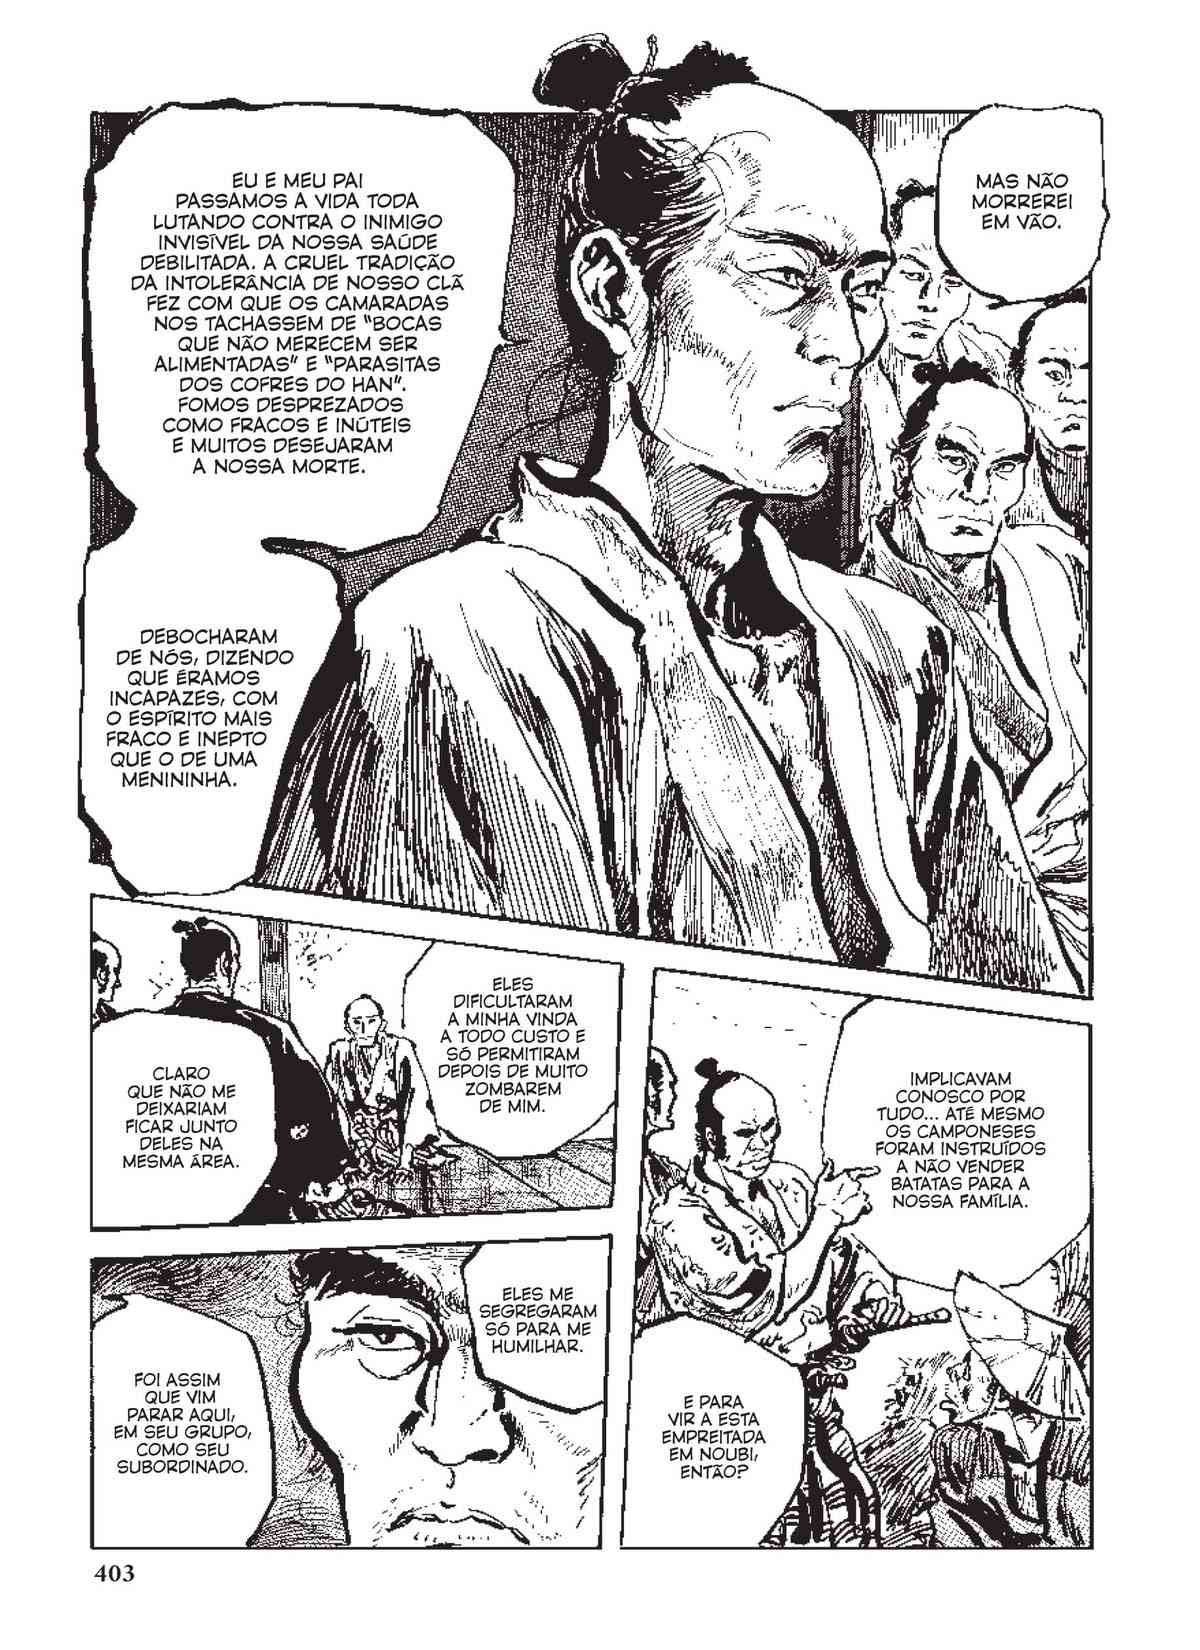 MAS NÃO
MORREREI
EM VÃO.
EU E MEU PAI
PASSAMOS A VIDA TODA
LUTANDO CONTRA O INIMIGO
INVISÍVEL DA NOSSA SAÚDE
DEBILITADA. A CRUEL TRADIÇÃO
DA INTOLERÂNCIA DE NOSSO CLÃ
FEZ COM QUE OS CAMARADAS
NOS TACHASSEM DE “BOCAS
QUE NÃO MERECEM SER
ALIMENTADAS” E “PARASITAS
DOS COFRES DO HAN”.
FOMOS DESPREZADOS
COMO FRACOS E INÚTEIS
E MUITOS DESEJARAM
A NOSSA MORTE.
DEBOCHARAM
DE NÓS, DIZENDO
QUE ÉRAMOS
INCAPAZES, COM
O ESPÍRITO MAIS
FRACO E INEPTO
QUE O DE UMA
MENININHA.
IMPLICAVAM
CONOSCO POR
TUDO... ATÉ MESMO
OS CAMPONESES
FORAM INSTRUÍDOS
A NÃO VENDER
BATATAS PARA A
NOSSA FAMÍLIA.
E PARA
VIR A ESTA
EMPREITADA
EM NOUBI,
ENTÃO?
ELES
DIFICULTARAM
A MINHA VINDA
A TODO CUSTO E
SÓ PERMITIRAM
DEPOIS DE MUITO
ZOMBAREM
DE MIM.
CLARO
QUE NÃO ME
DEIXARIAM
FICAR JUNTO
DELES NA
MESMA ÁREA.
ELES ME
SEGREGARAM
SÓ PARA ME
HUMILHAR.
FOI ASSIM
QUE VIM
PARAR AQUI,
EM SEU GRUPO,
COMO SEU
SUBORDINADO.
403